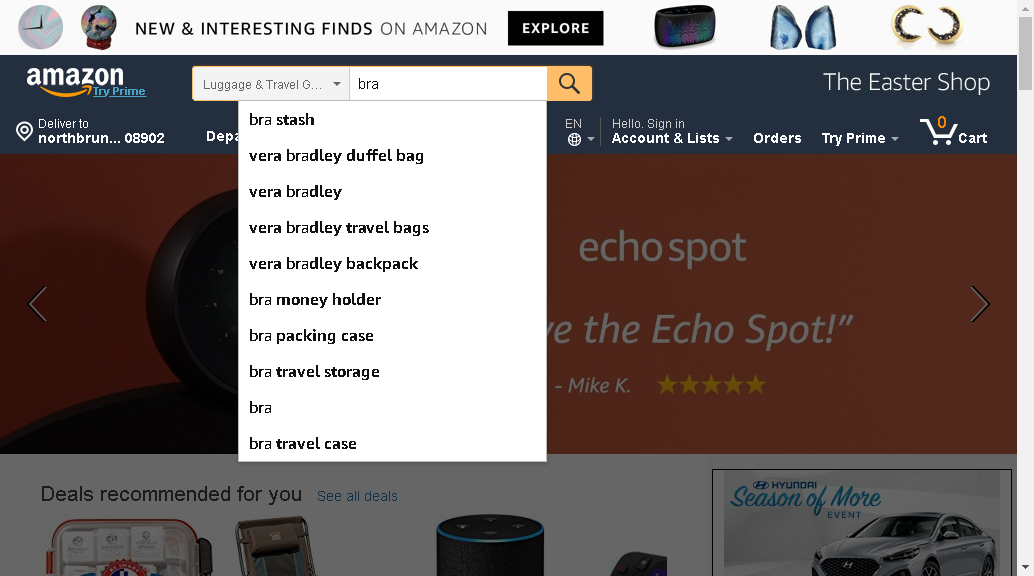 NEW & INTERESTING FINDS ON AMAZON EXPLORE
amazon
Try Prime
Luggage & Travel G...
bra
The Easter Shop
Deliver to
northbrun... 08902
Depa
EN
Hello. Sign in
Account & Lists
Orders
Try Prime
0
Cart
bra stash
vera bradley duffel bag
vera bradley
vera bradley travel bags
vera bradley backpack
bra money holder
bra packing case
bra travel storage
bra
bra travel case
echo spot
ve the Echo Spot!”
- Mike K.
Deals recommended for you See all deals
HYUNDAI
Season of More
EVENT